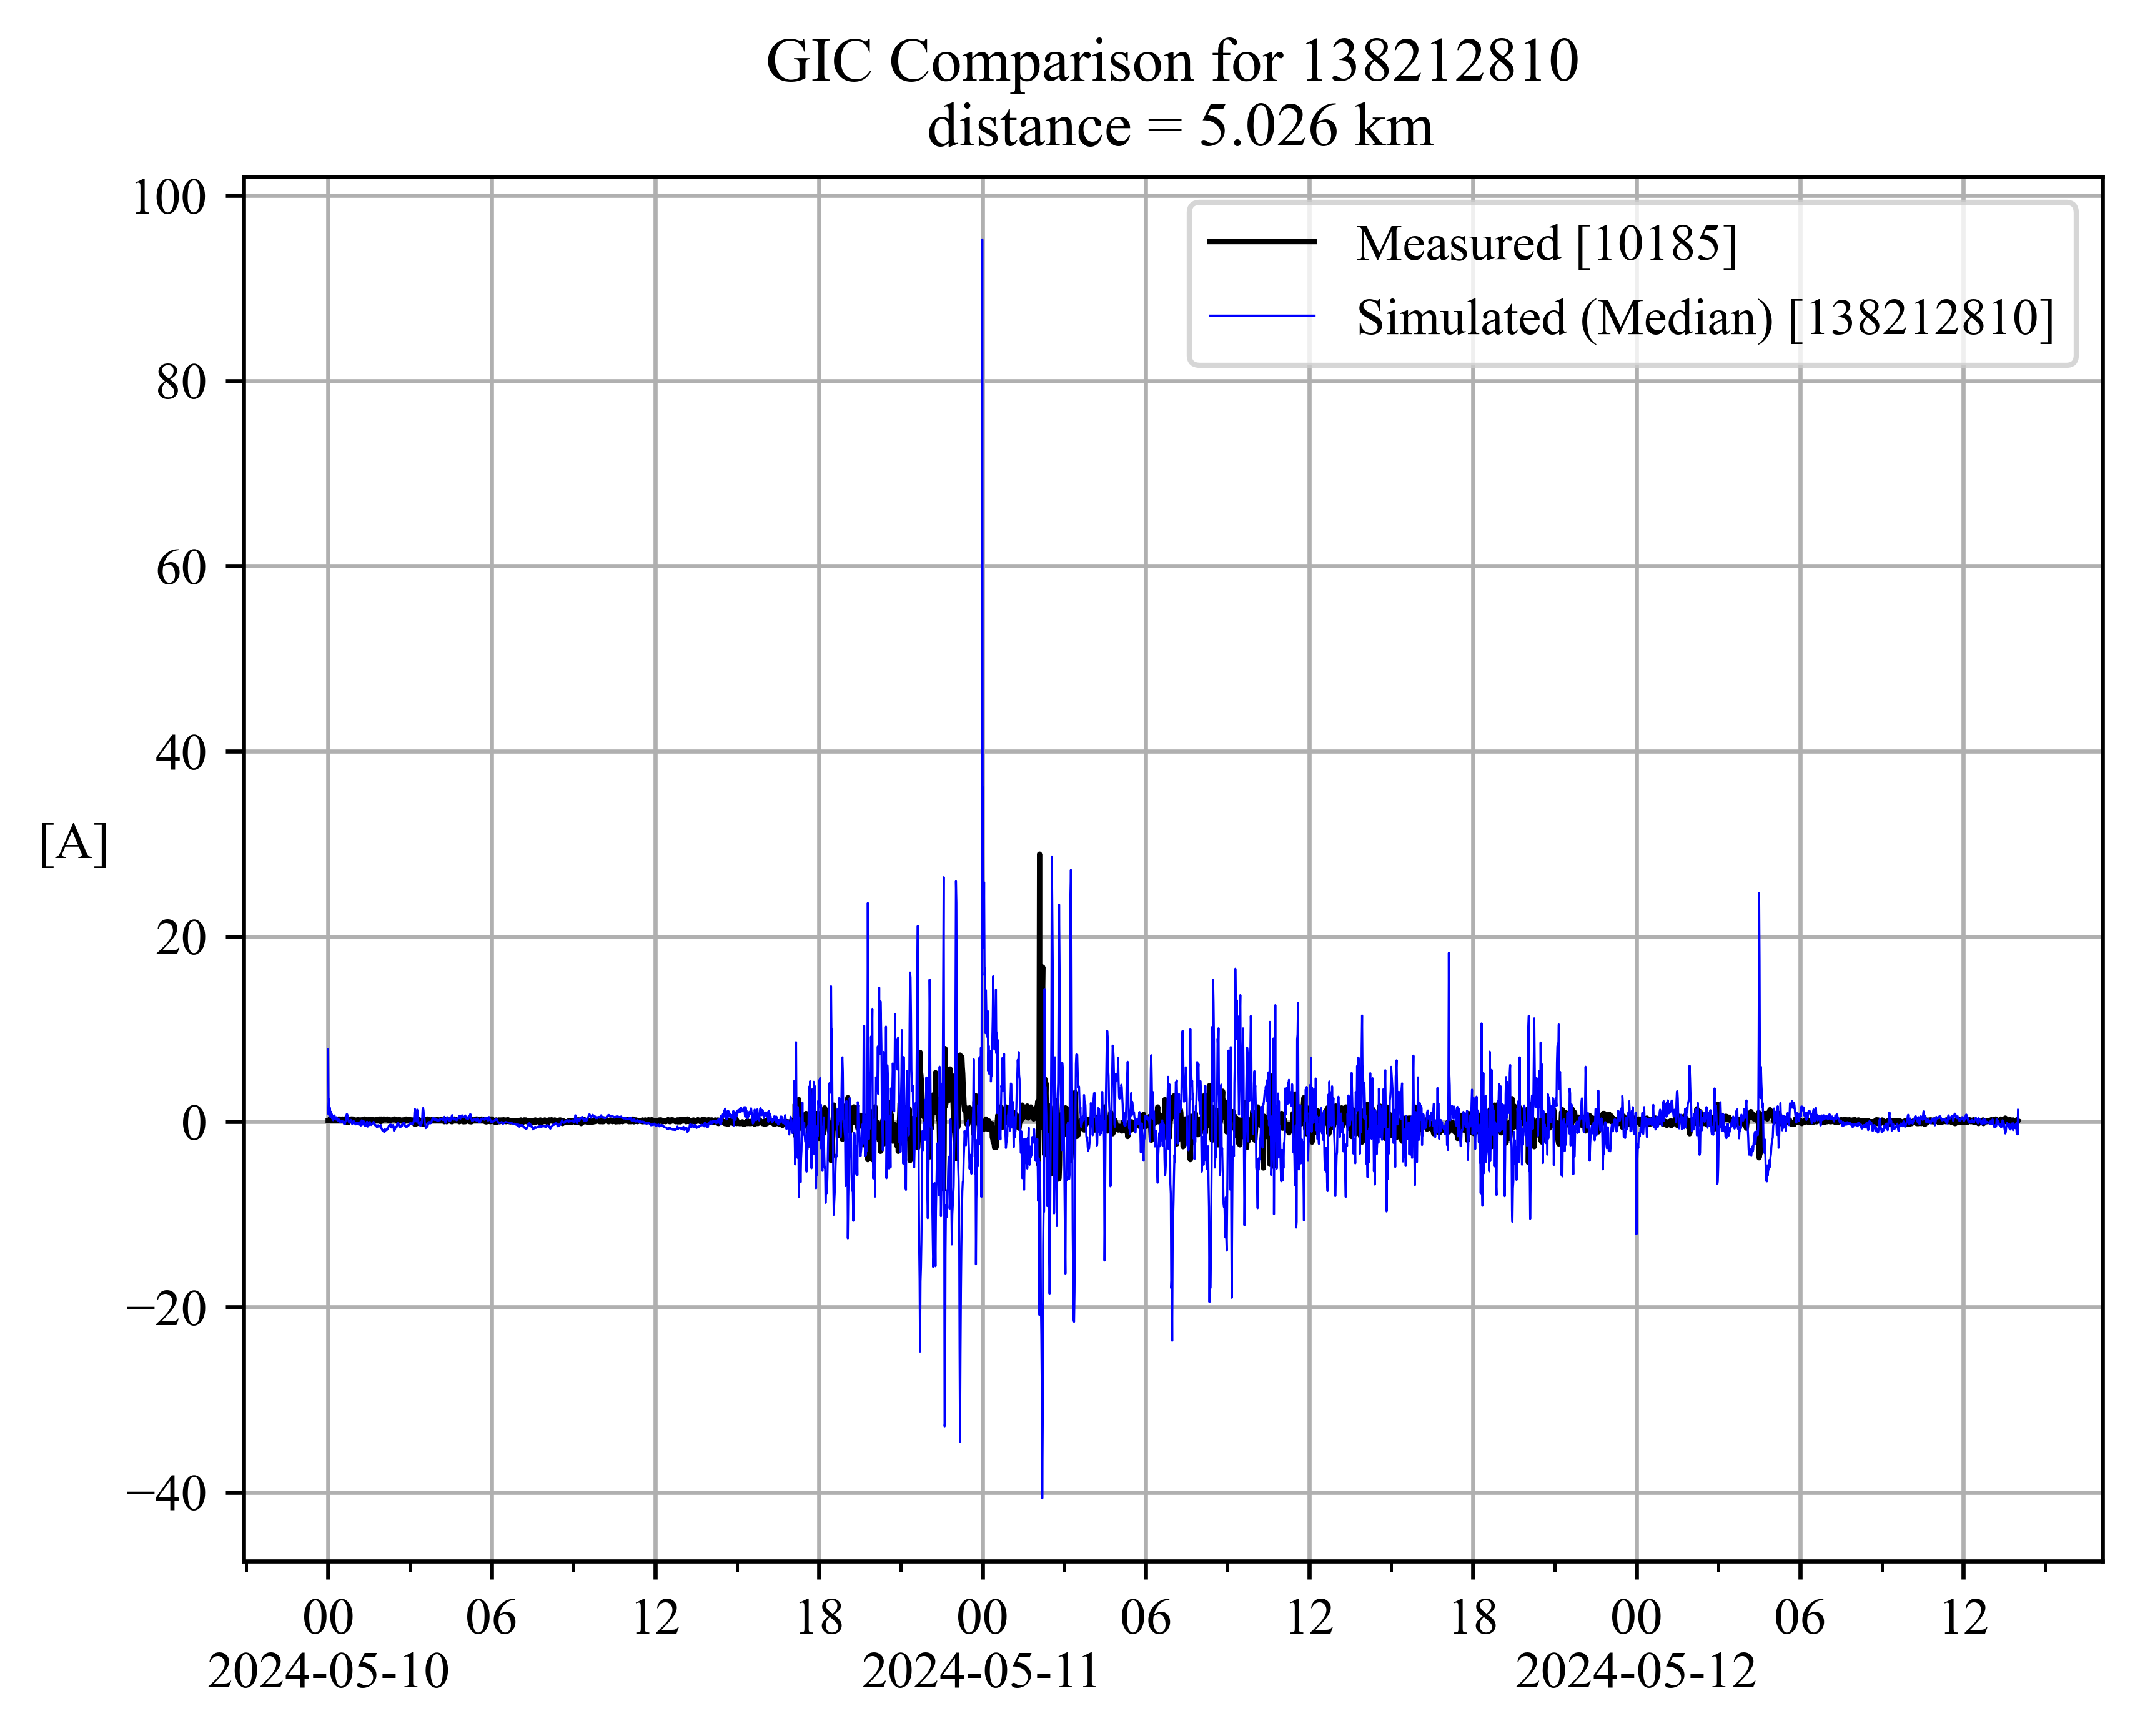 GIC Comparison for 138212810
distance = 5.026 km
Measured [10185]
Simulated (Median) [138212810]
100
80
60
40
20
0
−20
−40
[A]
00 06 12 18 00 06 12 18 00 06 12
2024-05-10 2024-05-11 2024-05-12